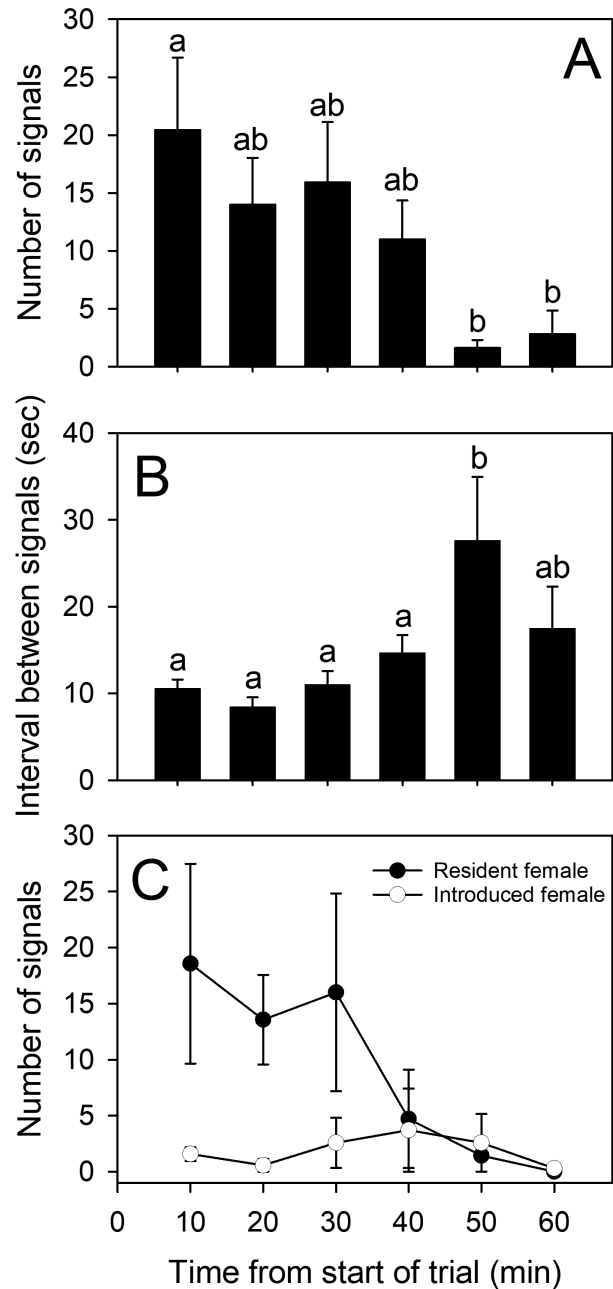 30
25
20
15
10
5
0
Number of signals
A
a
ab
ab
ab
b
b
40
30
20
10
0
Interval between signals (sec)
B
a
a
a
a
b
ab
30
25
20
15
10
5
0
Number of signals
C
Resident female
Introduced female
0 10 20 30 40 50 60
Time from start of trial (min)